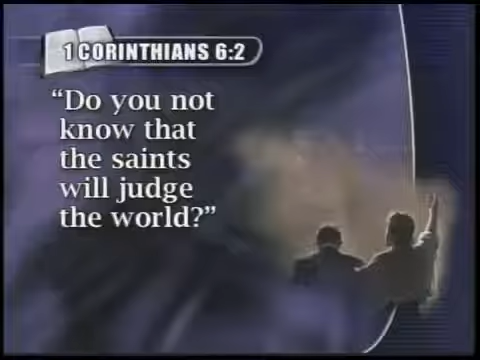 1 CORINTHIANS 6:2
“Do you not
know that
the saints
will judge
the world?”